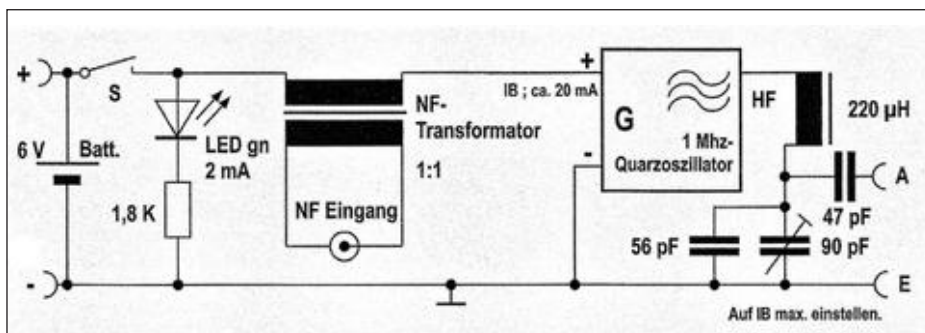 +
S
6 V
Batt.
LED gn
2 mA
1,8 K
-
NF-
Transformator
1:1
NF Eingang
+
IB ; ca. 20 mA
G
-
1 Mhz-
Quarzoszillator
HF
220 µH
A
47 pF
56 pF
90 pF
E
Auf IB max. einstellen.